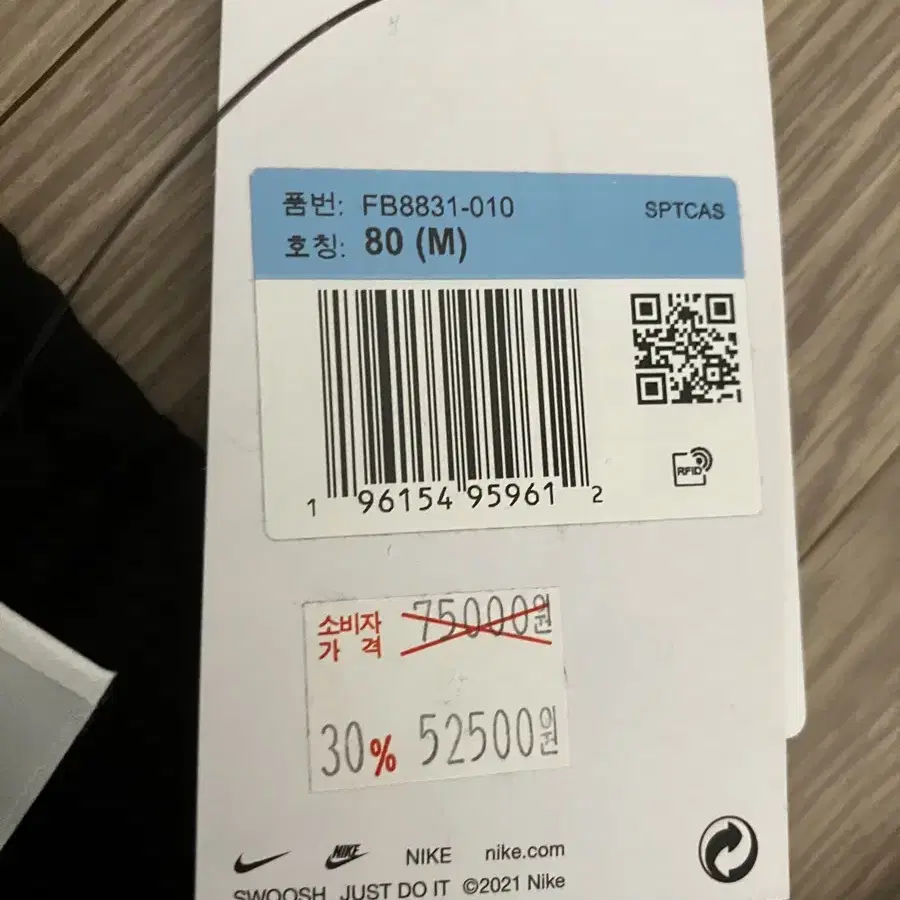 품번: FB8831-010
SPTCAS
호칭: 80 (M)
1 96154 95961 2
RFID
소비자 가격 75000원
30% 52500원
NIKE NIKE nike.com
SWOOSH JUST DO IT ©2021 Nike